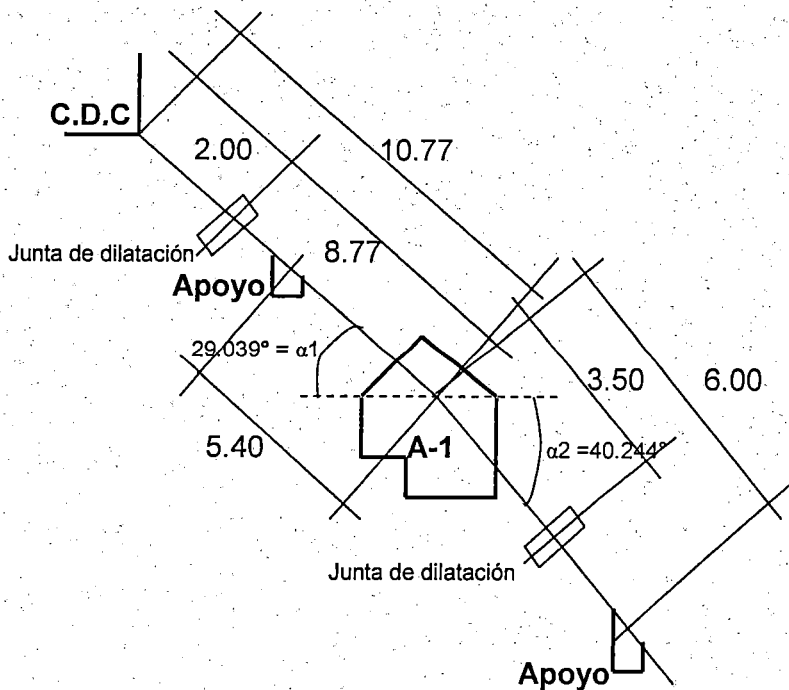 C.D.C
2.00
10.77
Junta de dilatación
8.77
Apoyo
29.039° = α1
3.50
6.00
5.40
A-1
α2 =40.244°
Junta de dilatación
Apoyo